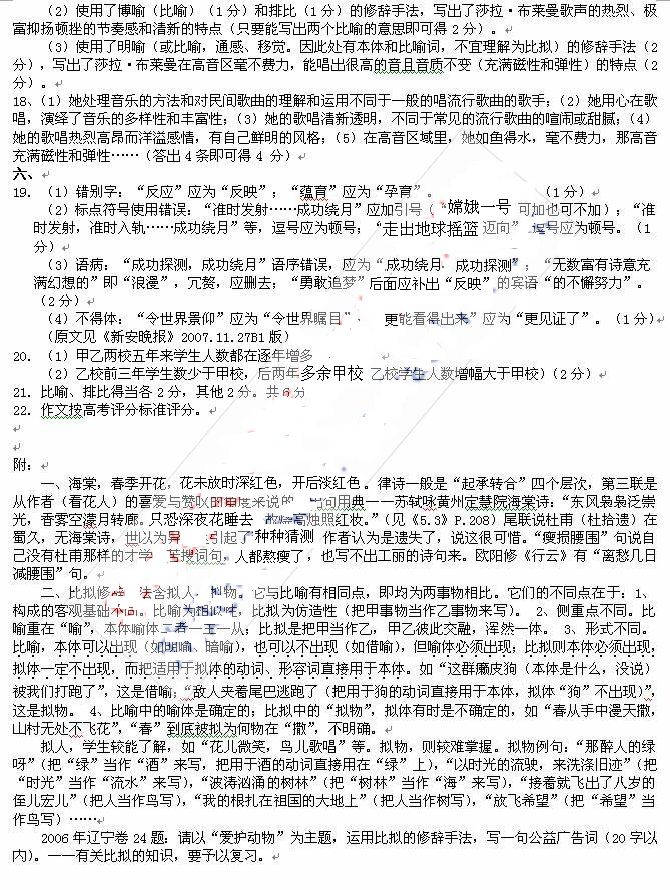 （2）使用了博喻（比喻）（1分）和排比（1分）的修辞手法，写出了莎拉·布莱曼歌声的热烈、极
富抑扬顿挫的节奏感和清新的特点（只要能写出两个比喻的意思即可得2分）。
（3）使用了明喻（或比喻，通感、移觉。因此处有本体和比喻词，不宜理解为比拟）的修辞手法（2
分），写出了莎拉·布莱曼在高音区毫不费力，能唱出很高的音且音质不变（充满磁性和弹性）的特点（2
分）。
18、（1）她处理音乐的方法和对民间歌曲的理解和运用不同于一般的唱流行歌曲的歌手；（2）她用心在歌
唱，演绎了音乐的多样性和丰富性；（3）她的歌唱清新透明，不同于常见的流行歌曲的喧闹或甜腻；（4）
她的歌唱热烈高昂而洋溢感情，有自己鲜明的风格；（5）在高音区域里，她如鱼得水，毫不费力，那高音
充满磁性和弹性……（答出4条即可得4 分）
六、
19．（1）错别字：“反应”应为“反映”；“蕴育”应为“孕育”。 （1分）
（2）标点符号使用错误：“准时发射……成功绕月”应加引号（“嫦娥一号 可加也可不加）；“准
时发射，准时入轨……成功绕月”等，逗号应为顿号；“走出地球摇篮 迈向” 逗号应为顿号。（1
分）
（3）语病：“成功探测，成功绕月”语序错误，应为“成功绕月 成功探测”；“无数富有诗意充
满幻想的”即“浪漫”，冗赘，应删去；“勇敢追梦”后面应补出“反映”的宾语“的不懈努力”。
（2分）
（4）不得体：“令世界景仰”应为“令世界瞩目”． 更能看得出来”应为“更见证了”。（1分）
（原文见《新安晚报》2007.11.27B1版）
20．（1）甲乙两校五年来学生人数都在逐年增多
（2）乙校前三年学生数少于甲校，后两年多余甲校 乙校学生人数增幅大于甲校）（2分）
21．比喻、排比得当各2分，其他2分。共6分
22．作文按高考评分标准评分。
附：
一、海棠，春季开花，花未放时深红色，开后淡红色。律诗一般是“起承转合”四个层次，第三联是
从作者（看花人）的喜爱与赞叹的角度来说的 句用典——苏轼咏黄州定慧院海棠诗：“东风袅袅泛崇
光，香雾空濛月转廊。只恐深夜花睡去 高烛照红妆。”（见《5.3》P.208）尾联说杜甫（杜拾遗）在
蜀久，无海棠诗，世以为异 引起了种种猜测 作者认为是遗失了，说这很可惜。“瘦损腰围”句说自
己没有杜甫那样的才学 苦搜词句，人都熬瘦了，也写不出工丽的诗句来。欧阳修《行云》有“离愁几日
减腰围”句。
二、比拟修 法含拟人 拟物。它与比喻有相同点，即均为两事物相比。它们的不同点在于：1、
构成的客观基础不同。比喻为相似性，比拟为仿造性（把甲事物当作乙事物来写）。 2、侧重点不同。比
喻重在“喻”，本体喻体 一主一从；比拟是把甲当作乙，甲乙彼此交融，浑然一体。 3、形式不同。
比喻，本体可以出现（如明喻、暗喻），也可以不出现（如借喻），但喻体必须出现；比拟则本体必须出现，
拟体一定不出现，而把适用于拟体的动词、形容词直接用于本体。如“这群癞皮狗（本体是什么，没说）
被我们打跑了”，这是借喻；“敌人夹着尾巴逃跑了（把用于狗的动词直接用于本体，拟体“狗”不出现）”，
这是拟物。 4、比喻中的喻体是确定的；比拟中的“拟物”，拟体有时是不确定的，如“春从手中漫天撒，
山村无处不飞花”，“春”到底被拟为何物在“撒”，不明确。
拟人，学生较能了解，如“花儿微笑，鸟儿歌唱”等。拟物，则较难掌握。拟物例句：“那醉人的绿
呀”（把“绿”当作“酒”来写，把用于酒的动词直接用在“绿”上），“以时光的流驶，来洗涤旧迹”（把
“时光”当作“流水”来写），“波涛汹涌的树林”（把“树林”当作“海”来写），“接着就飞出了八岁的
侄儿宏儿”（把人当作鸟写），“我的根扎在祖国的大地上”（把人当作树写），“放飞希望”（把“希望”当
作鸟写）……
2006年辽宁卷24题：请以“爱护动物”为主题，运用比拟的修辞手法，写一句公益广告词（20字以
内）。——有关比拟的知识，要予以复习。